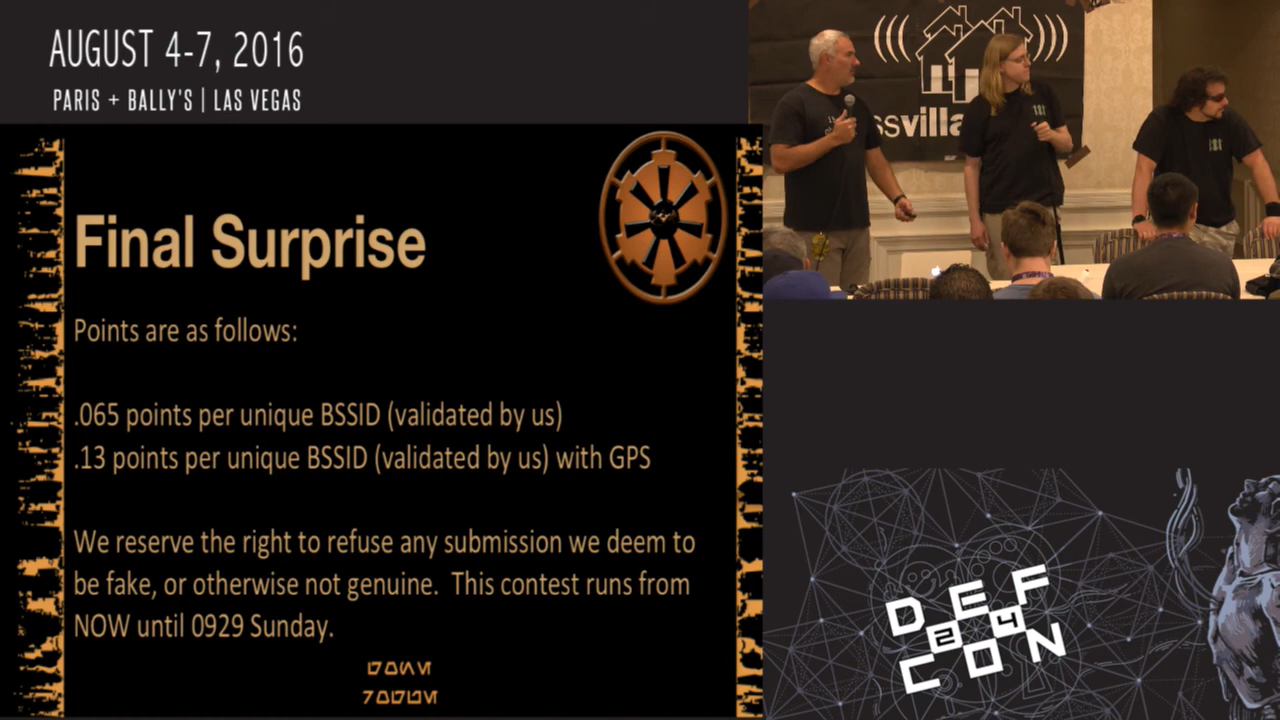 AUGUST 4-7, 2016
PARIS + BALLY'S | LAS VEGAS
Final Surprise
Points are as follows:
.065 points per unique BSSID (validated by us)
.13 points per unique BSSID (validated by us) with GPS
We reserve the right to refuse any submission we deem to
be fake, or otherwise not genuine. This contest runs from
NOW until 0929 Sunday.
ssvilla
DEF
24
CON